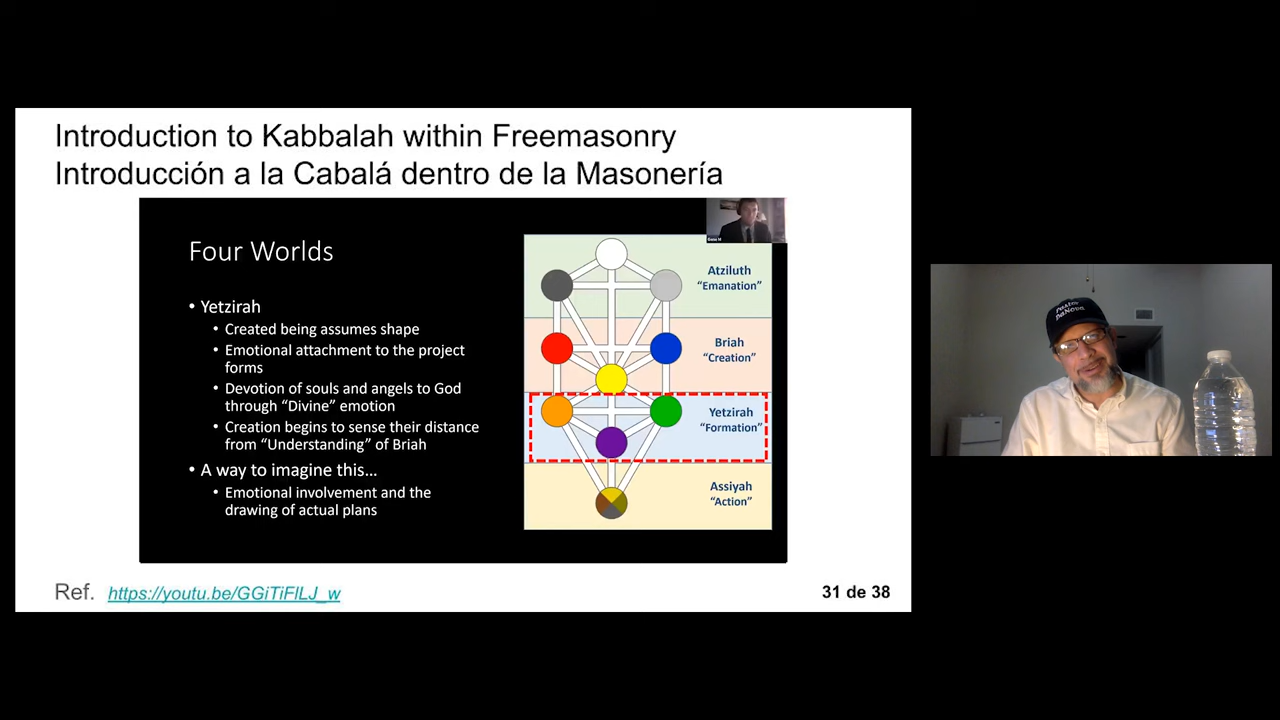 Introduction to Kabbalah within Freemasonry
Introducción a la Cabalá dentro de la Masonería
Four Worlds
• Yetzirah
• Created being assumes shape
• Emotional attachment to the project
forms
• Devotion of souls and angels to God
through “Divine” emotion
• Creation begins to sense their distance
from “Understanding” of Briah
• A way to imagine this...
• Emotional involvement and the
drawing of actual plans
Atziluth
“Emanation”
Briah
“Creation”
Yetzirah
“Formation”
Assiyah
“Action”
Ref. https://youtu.be/GGiTiFlLJ_w
31 de 38
Pastor
DeNova